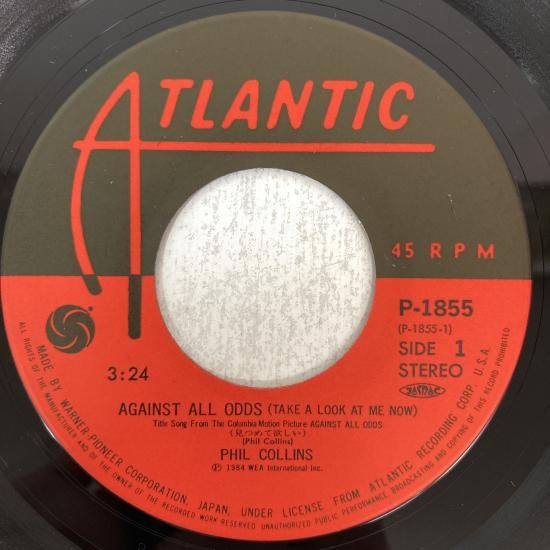 ATLANTIC
45 RPM
P-1855
(P-1855-1)
SIDE 1
STEREO
JASRAC
3:24
AGAINST ALL ODDS (TAKE A LOOK AT ME NOW)
Title Song From The Columbia Motion Picture AGAINST ALL ODDS
(見つめて欲しい)
(Phil Collins)
PHIL COLLINS
Ⓟ 1984 WEA International Inc.
MADE BY WARNER-PIONEER CORPORATION, JAPAN, UNDER LICENSE FROM ATLANTIC RECORDING CORP. U.S.A.
ALL RIGHTS OF THE MANUFACTURER AND OF THE OWNER OF THE RECORDED WORK RESERVED UNAUTHORIZED PUBLIC PERFORMANCE, BROADCASTING AND COPYING OF THIS RECORD PROHIBITED